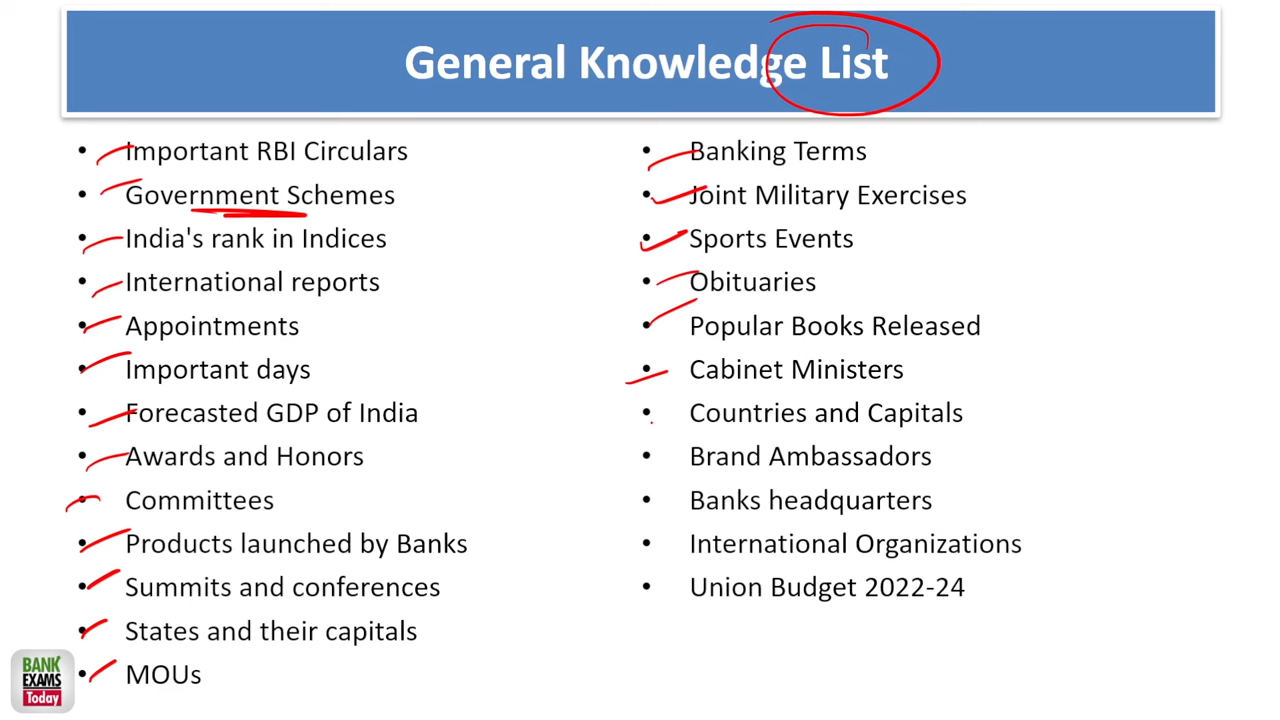 General Knowledge List
Important RBI Circulars
Government Schemes
India's rank in Indices
International reports
Appointments
Important days
Forecasted GDP of India
Awards and Honors
Committees
Products launched by Banks
Summits and conferences
States and their capitals
MOUs
Banking Terms
Joint Military Exercises
Sports Events
Obituaries
Popular Books Released
Cabinet Ministers
Countries and Capitals
Brand Ambassadors
Banks headquarters
International Organizations
Union Budget 2022-24
BANK
EXAMS
Today